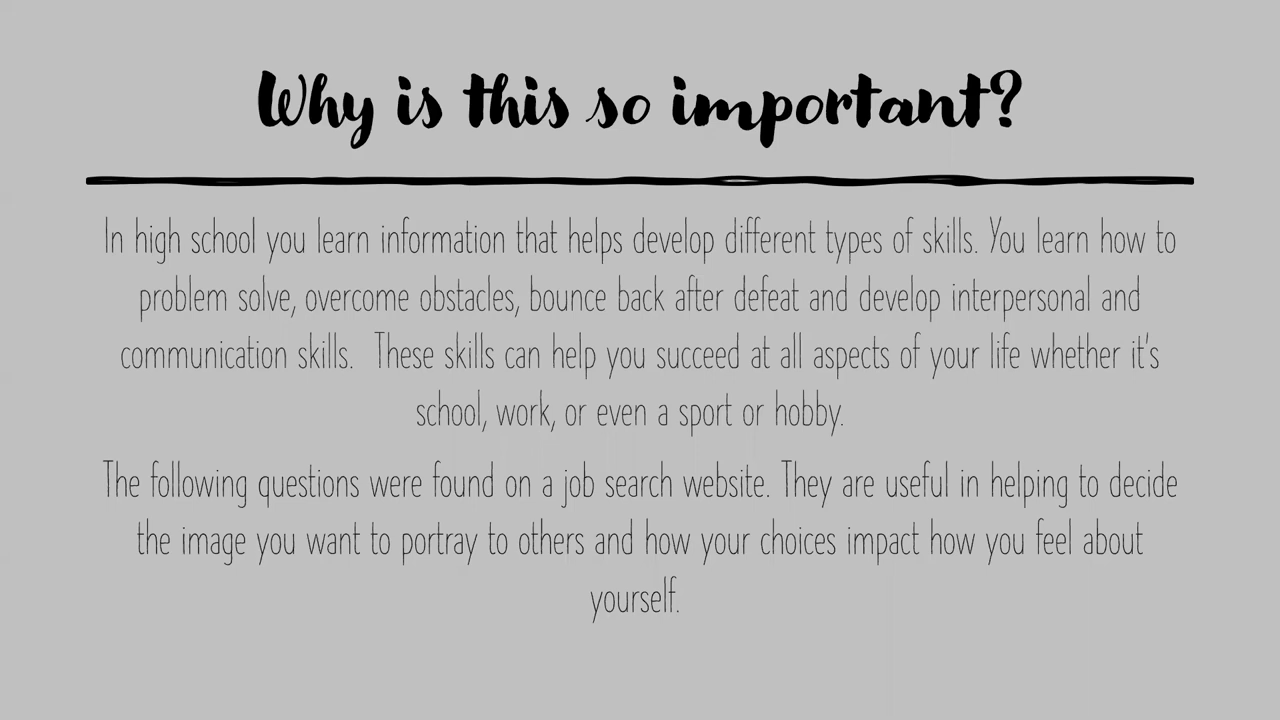 Why is this so important?
In high school you learn information that helps develop different types of skills. You learn how to
problem solve, overcome obstacles, bounce back after defeat and develop interpersonal and
communication skills.  These skills can help you succeed at all aspects of your life whether it's
school, work, or even a sport or hobby.
The following questions were found on a job search website. They are useful in helping to decide
the image you want to portray to others and how your choices impact how you feel about
yourself.